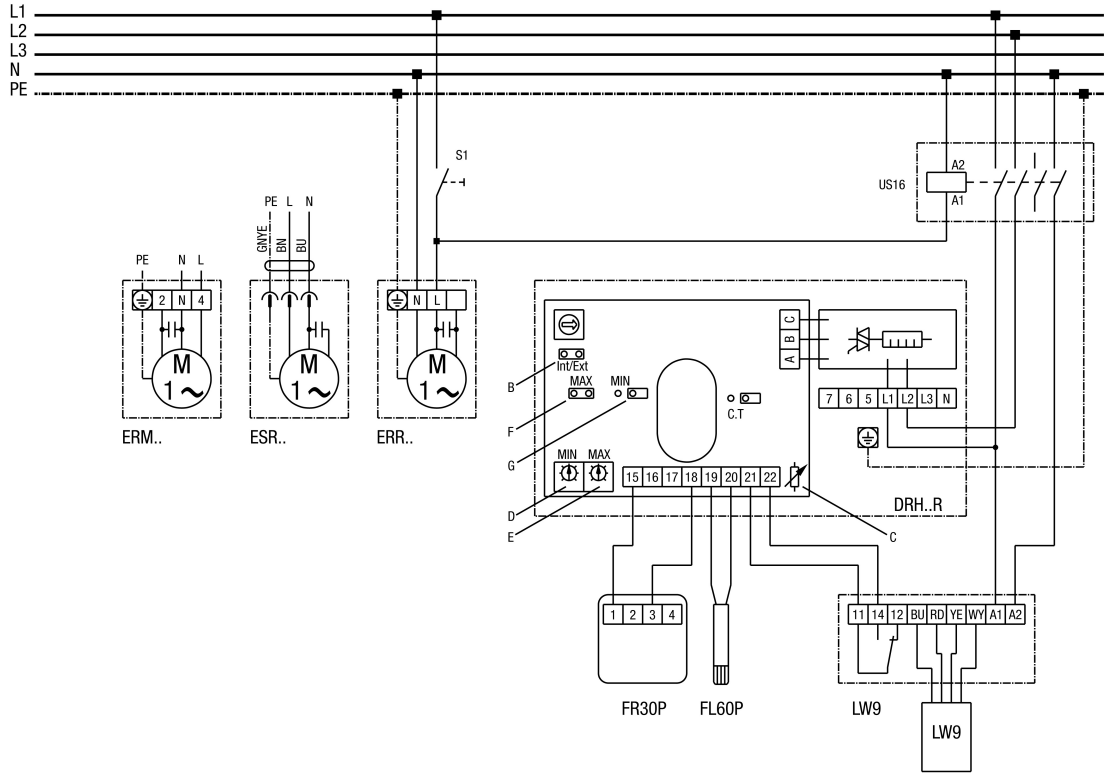 L1
L2
L3
N
PE
S1
A2
US16
A1
PE L N
GNYE
BN
BU
PE N L
2 N 4
N L
M
1~
M
1~
M
1~
ERM..
ESR..
ERR..
Int/Ext
MAX
MIN
C.T
MIN MAX
B
F
G
D
E
C
B
A
7 6 5 L1 L2 L3 N
15 16 17 18 19 20 21 22
DRH..R
C
1 2 3 4
11 14 12 BU RD YE WY A1 A2
FR30P
FL60P
LW9
LW9